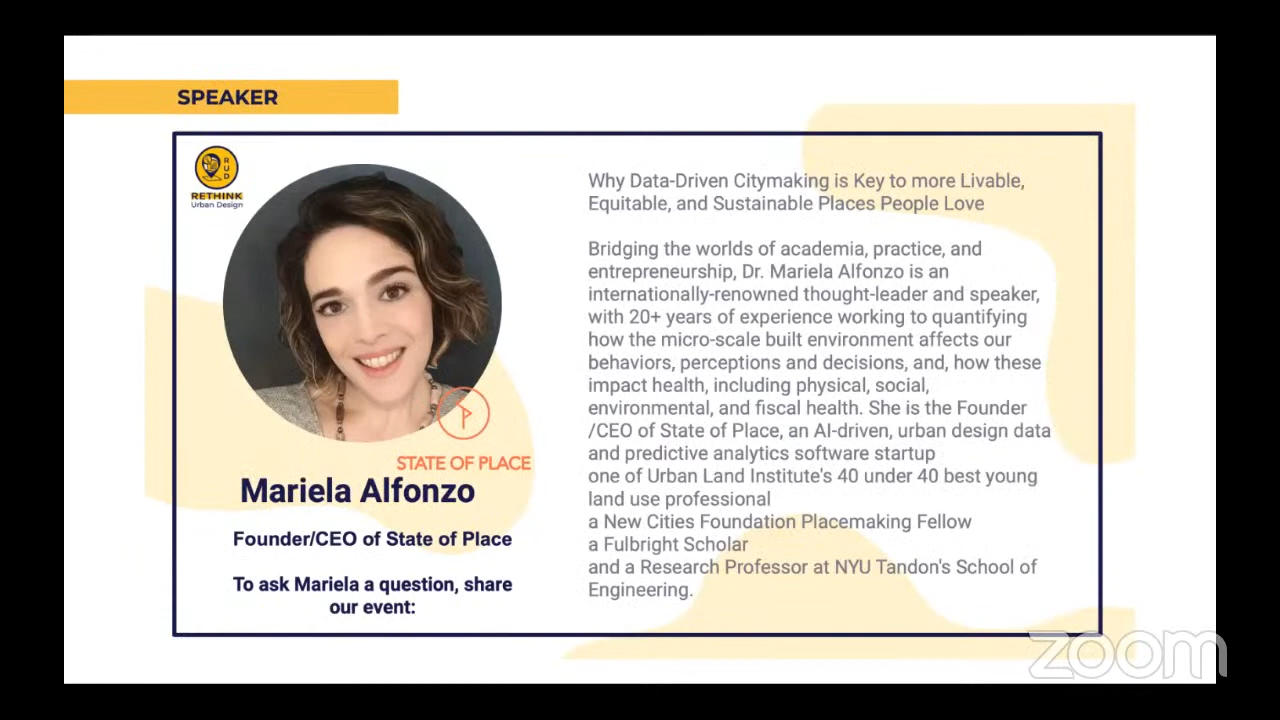 SPEAKER
RUD
RETHINK
Urban Design
STATE OF PLACE
Mariela Alfonzo
Founder/CEO of State of Place
To ask Mariela a question, share
our event:
Why Data-Driven Citymaking is Key to more Livable,
Equitable, and Sustainable Places People Love
Bridging the worlds of academia, practice, and
entrepreneurship, Dr. Mariela Alfonzo is an
internationally-renowned thought-leader and speaker,
with 20+ years of experience working to quantifying
how the micro-scale built environment affects our
behaviors, perceptions and decisions, and, how these
impact health, including physical, social,
environmental, and fiscal health. She is the Founder
/CEO of State of Place, an AI-driven, urban design data
and predictive analytics software startup
one of Urban Land Institute's 40 under 40 best young
land use professional
a New Cities Foundation Placemaking Fellow
a Fulbright Scholar
and a Research Professor at NYU Tandon's School of
Engineering.
zoom